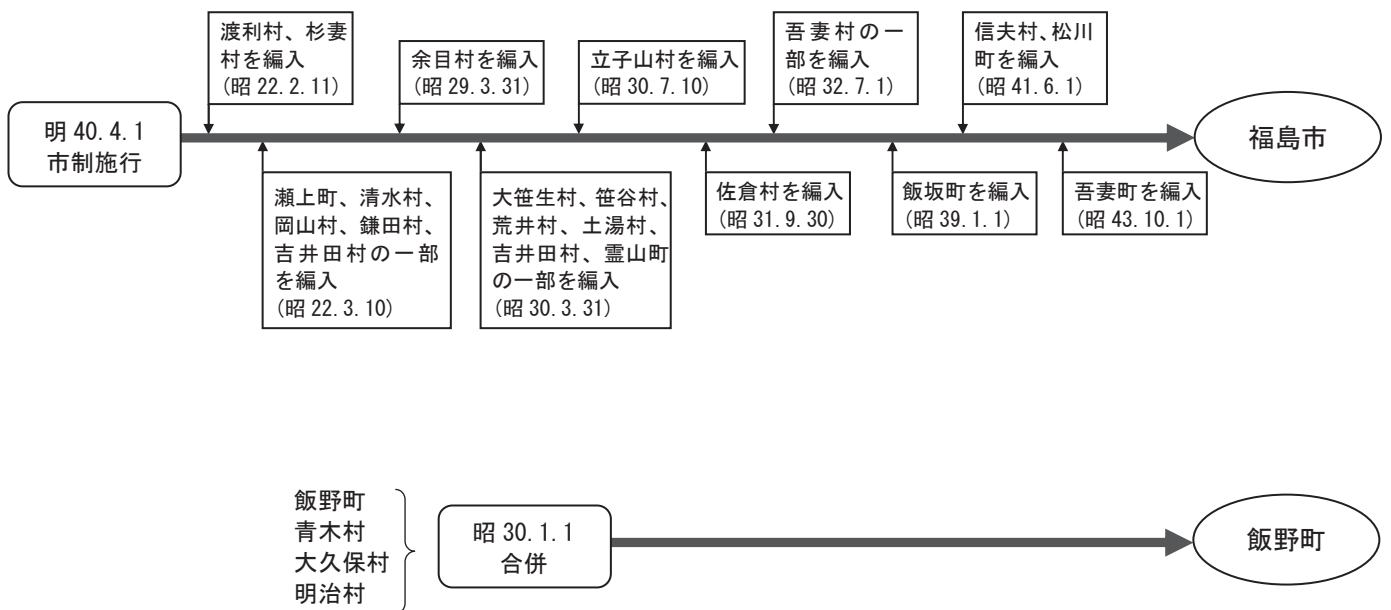 渡利村、杉妻
村を編入
(昭 22.2.11)
余目村を編入
(昭 29.3.31)
立子山村を編入
(昭 30.7.10)
吾妻村の一
部を編入
(昭 32.7.1)
信夫村、松川
町を編入
(昭 41.6.1)
明 40.4.1
市制施行
福島市
瀬上町、清水村、
岡山村、鎌田村、
吉井田村の一部
を編入
(昭 22.3.10)
大笹生村、笹谷村、
荒井村、土湯村、
吉井田村、霊山町
の一部を編入
(昭 30.3.31)
佐倉村を編入
(昭 31.9.30)
飯坂町を編入
(昭 39.1.1)
吾妻町を編入
(昭 43.10.1)
飯野町
青木村
大久保村
明治村
昭 30.1.1
合併
飯野町